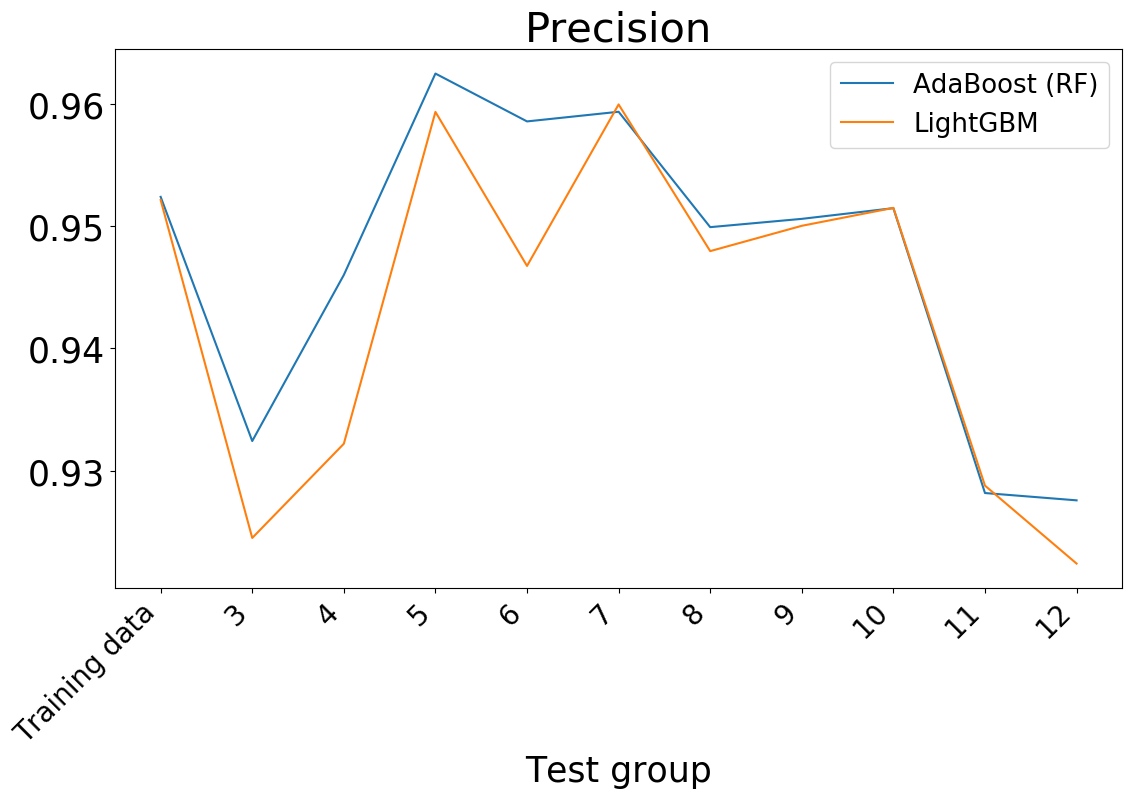 Precision
AdaBoost (RF)
LightGBM
0.96
0.95
0.94
0.93
Training data
3
4
5
6
7
8
9
10
11
12
Test group